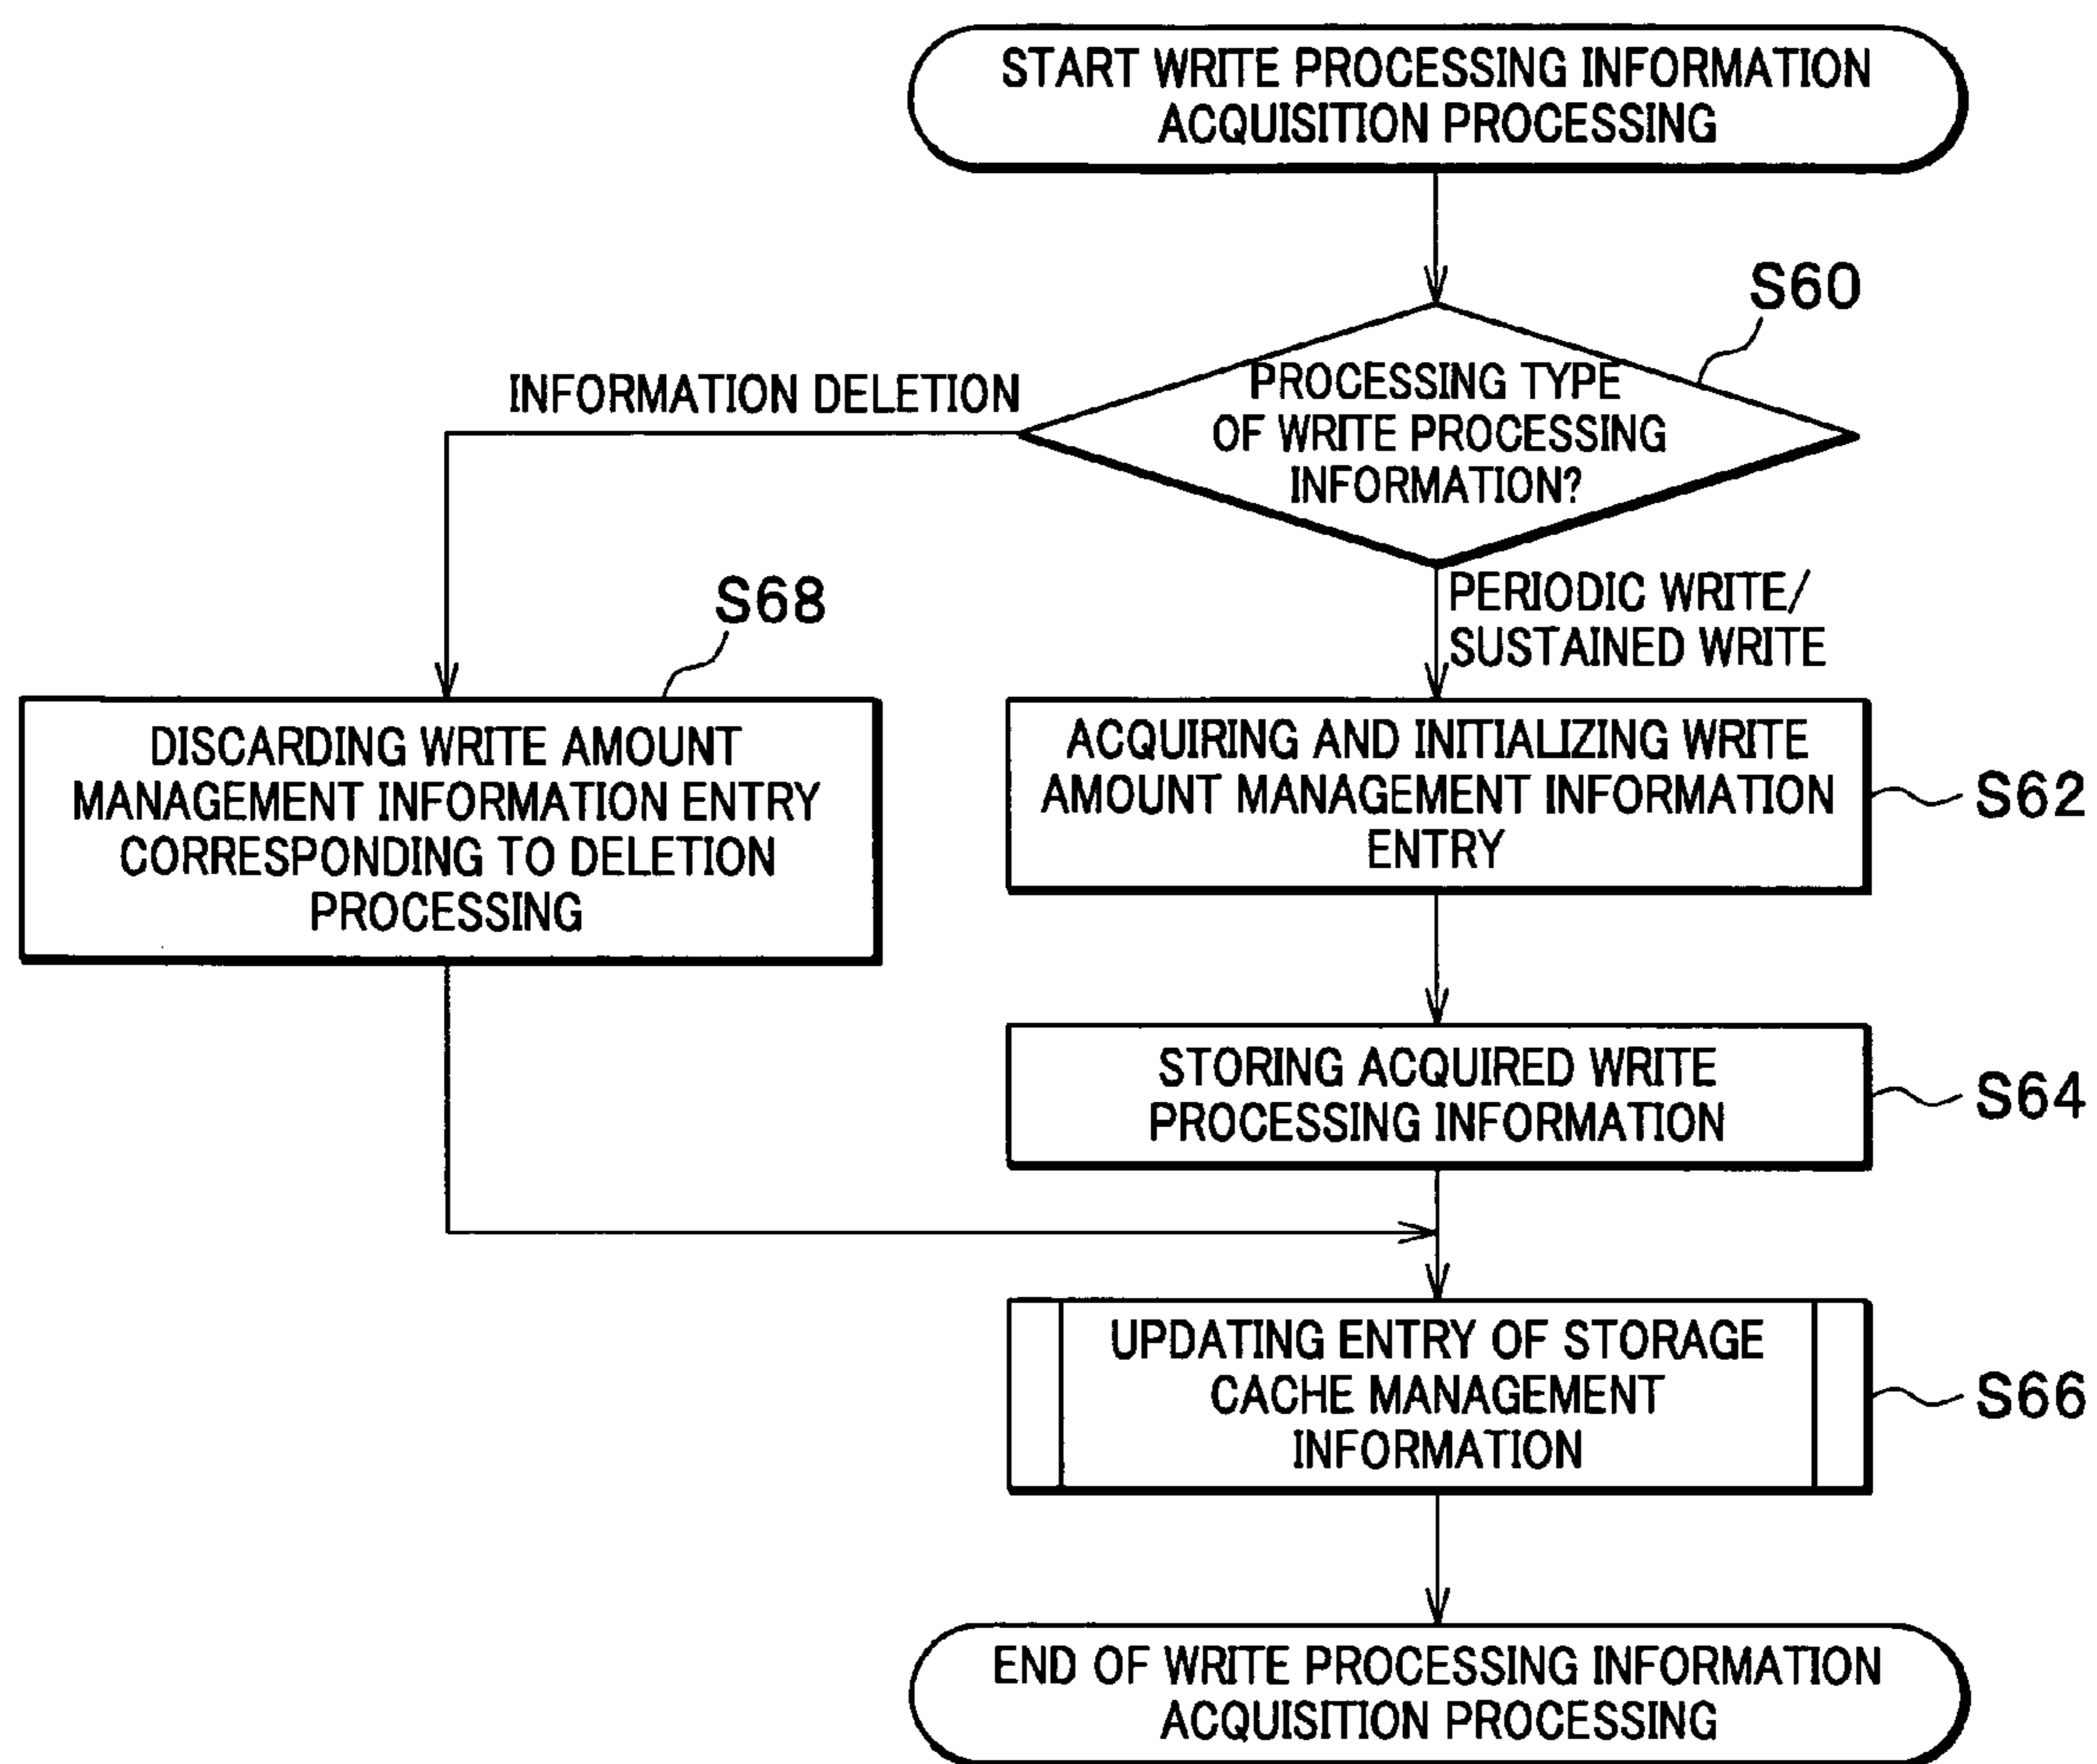 START WRITE PROCESSING INFORMATION
ACQUISITION PROCESSING
S60
PROCESSING TYPE
OF WRITE PROCESSING
INFORMATION?
INFORMATION DELETION
PERIODIC WRITE/
SUSTAINED WRITE
S68
DISCARDING WRITE AMOUNT
MANAGEMENT INFORMATION ENTRY
CORRESPONDING TO DELETION
PROCESSING
ACQUIRING AND INITIALIZING WRITE
AMOUNT MANAGEMENT INFORMATION
ENTRY
S62
STORING ACQUIRED WRITE
PROCESSING INFORMATION
S64
UPDATING ENTRY OF STORAGE
CACHE MANAGEMENT
INFORMATION
S66
END OF WRITE PROCESSING INFORMATION
ACQUISITION PROCESSING